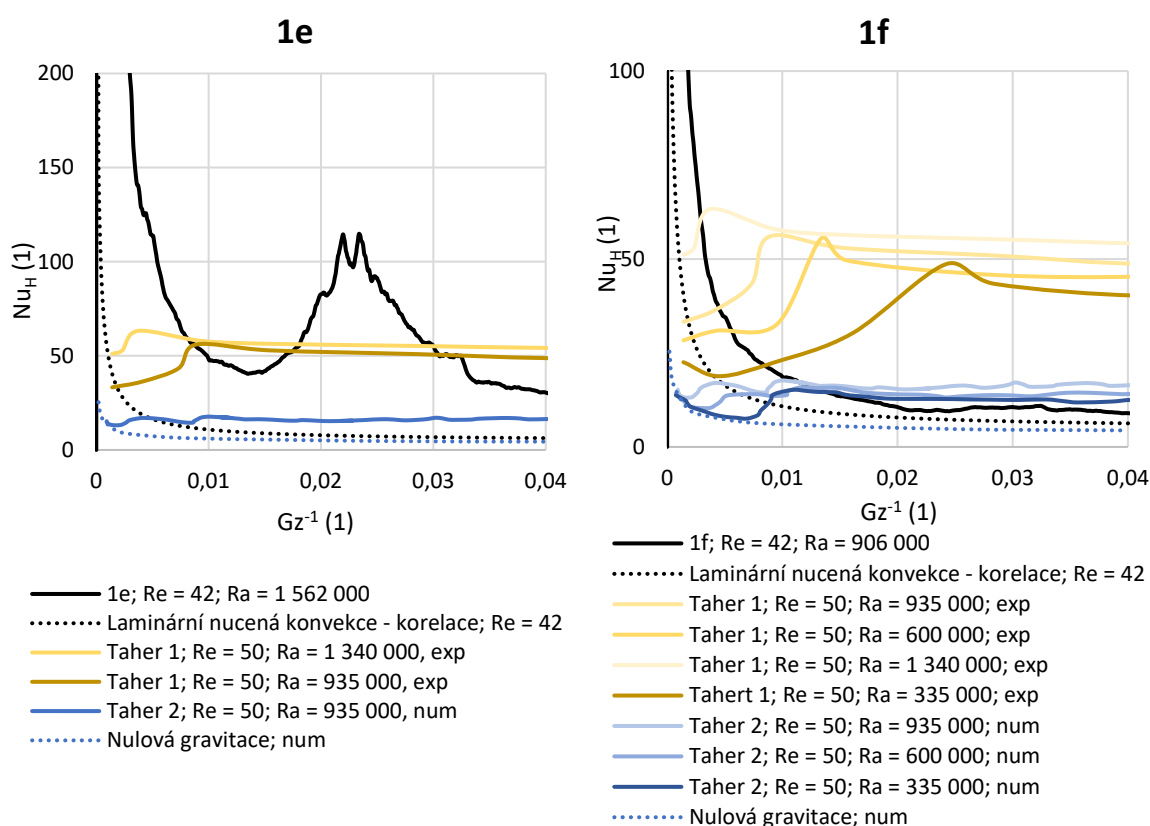 1e
200
150
100
50
0
Nu_H (1)
0
0,01
0,02
0,03
0,04
Gz⁻¹ (1)
1e; Re = 42; Ra = 1 562 000
Laminární nucená konvekce - korelace; Re = 42
Taher 1; Re = 50; Ra = 1 340 000, exp
Taher 1; Re = 50; Ra = 935 000, exp
Taher 2; Re = 50; Ra = 935 000, num
Nulová gravitace; num
1f
100
50
0
Nu_H (1)
0
0,01
0,02
0,03
0,04
Gz⁻¹ (1)
1f; Re = 42; Ra = 906 000
Laminární nucená konvekce - korelace; Re = 42
Taher 1; Re = 50; Ra = 935 000; exp
Taher 1; Re = 50; Ra = 600 000; exp
Taher 1; Re = 50; Ra = 1 340 000; exp
Tahert 1; Re = 50; Ra = 335 000; exp
Taher 2; Re = 50; Ra = 935 000; num
Taher 2; Re = 50; Ra = 600 000; num
Taher 2; Re = 50; Ra = 335 000; num
Nulová gravitace; num